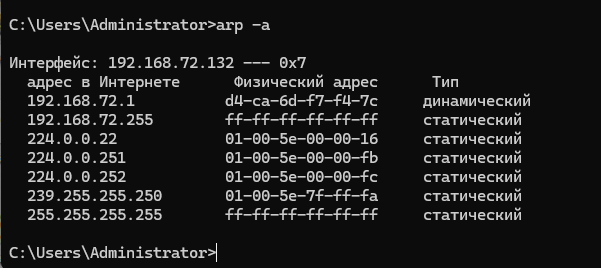 C:\Users\Administrator>arp -a
Интерфейс: 192.168.72.132 --- 0x7
адрес в Интернете Физический адрес Тип
192.168.72.1 d4-ca-6d-f7-f4-7c динамический
192.168.72.255 ff-ff-ff-ff-ff-ff статический
224.0.0.22 01-00-5e-00-00-16 статический
224.0.0.251 01-00-5e-00-00-fb статический
224.0.0.252 01-00-5e-00-00-fc статический
239.255.255.250 01-00-5e-7f-ff-fa статический
255.255.255.255 ff-ff-ff-ff-ff-ff статический
C:\Users\Administrator>